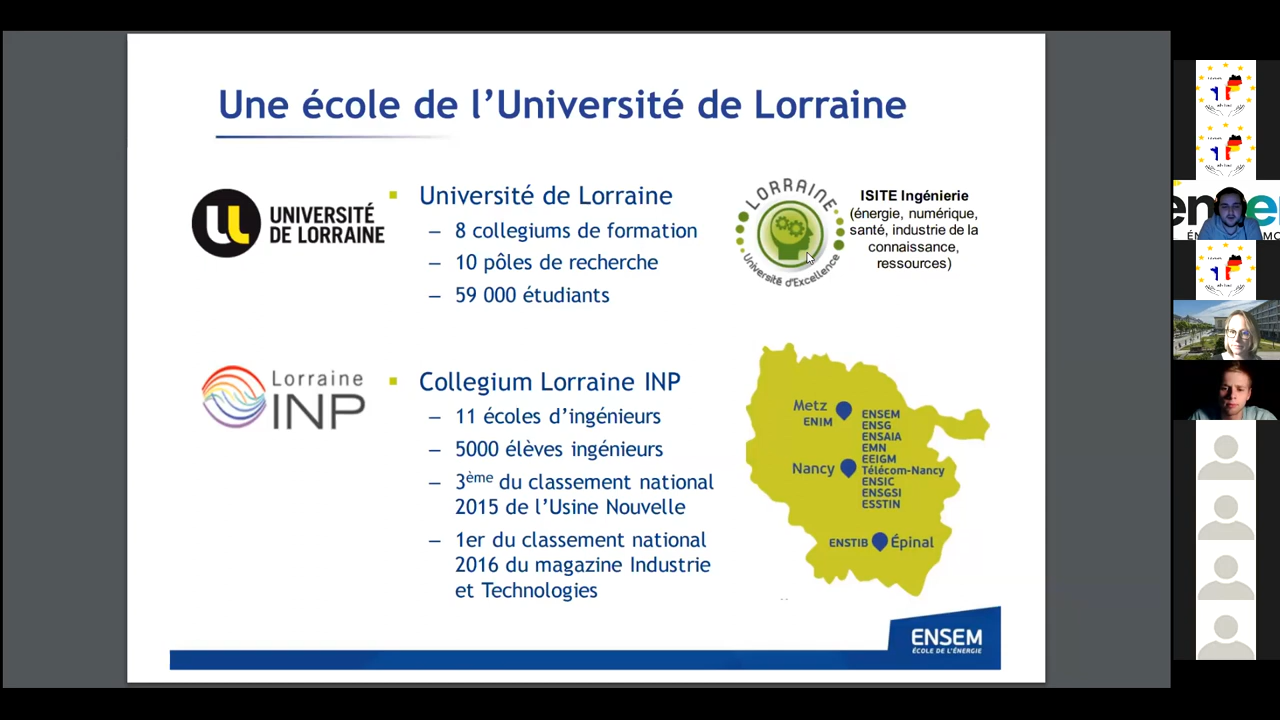 Une école de l'Université de Lorraine
UNIVERSITÉ
DE LORRAINE
▪ Université de Lorraine
– 8 collegiums de formation
– 10 pôles de recherche
– 59 000 étudiants
LORRAINE
Université d'Excellence
ISITE Ingénierie
(énergie, numérique,
santé, industrie de la
connaissance,
ressources)
Lorraine
INP
▪ Collegium Lorraine INP
– 11 écoles d'ingénieurs
– 5000 élèves ingénieurs
– 3ème du classement national
2015 de l'Usine Nouvelle
– 1er du classement national
2016 du magazine Industrie
et Technologies
Metz
ENIM
Nancy
ENSEM
ENSG
ENSAIA
EMN
EEIGM
Télécom-Nancy
ENSIC
ENSGSI
ESSTIN
ENSTIB
Épinal
ENSEM
ÉCOLE DE L'ÉNERGIE